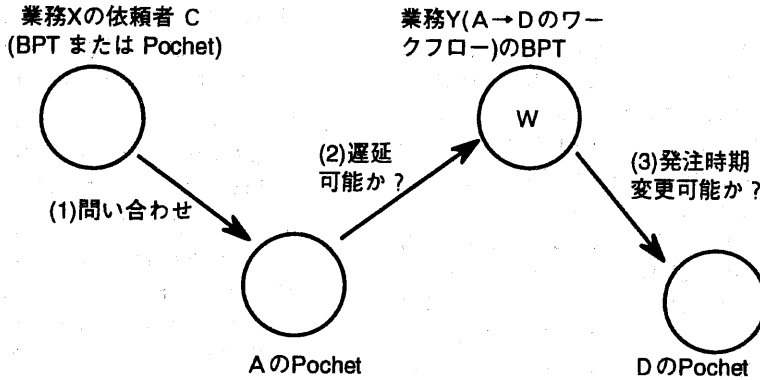 業務Xの依頼者 C
(BPT または Pochet)
業務Y(A→Dのワー
クフロー)のBPT
W
(2)遅延
可能か？
(3)発注時期
変更可能か？
(1)問い合わせ
AのPochet
DのPochet